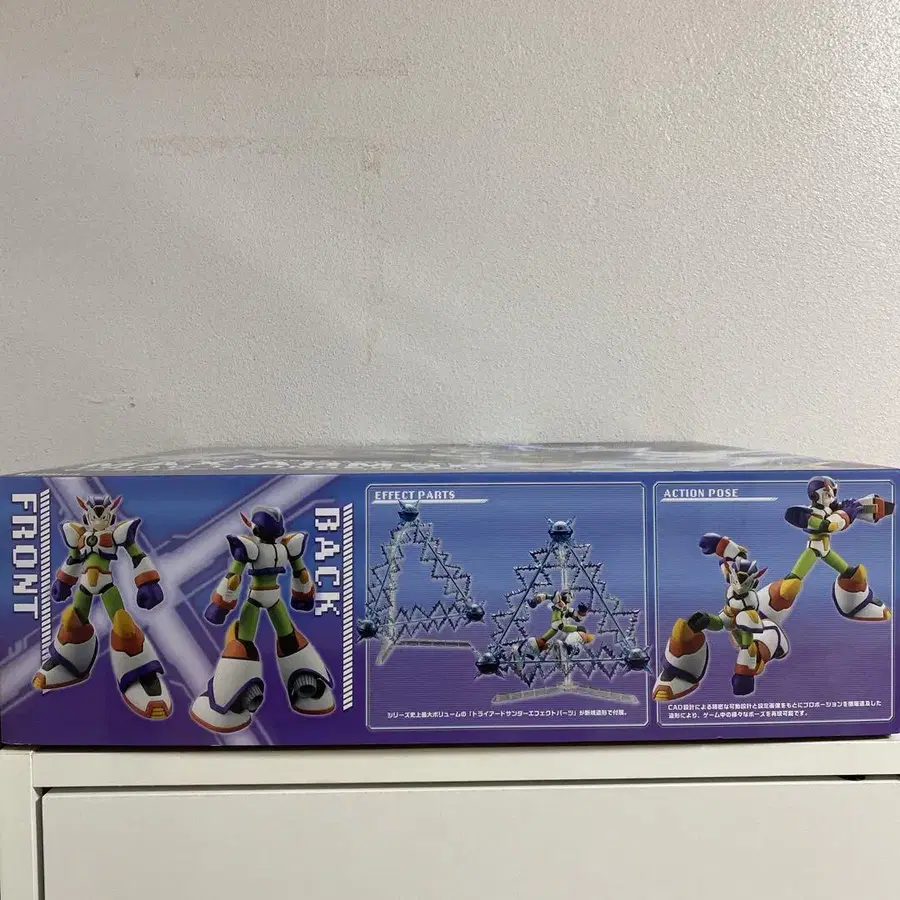 FRONT
BACK
EFFECT PARTS
シリーズ史上最大ボリュームの「トライアードサンダーエフェクトパーツ」が新規造形で付属。
ACTION POSE
CAD設計による精密な可動設計と設定画像をもとにプロポーションを徹底追及した
造形により、ゲーム中の様々なポーズを再現可能です。